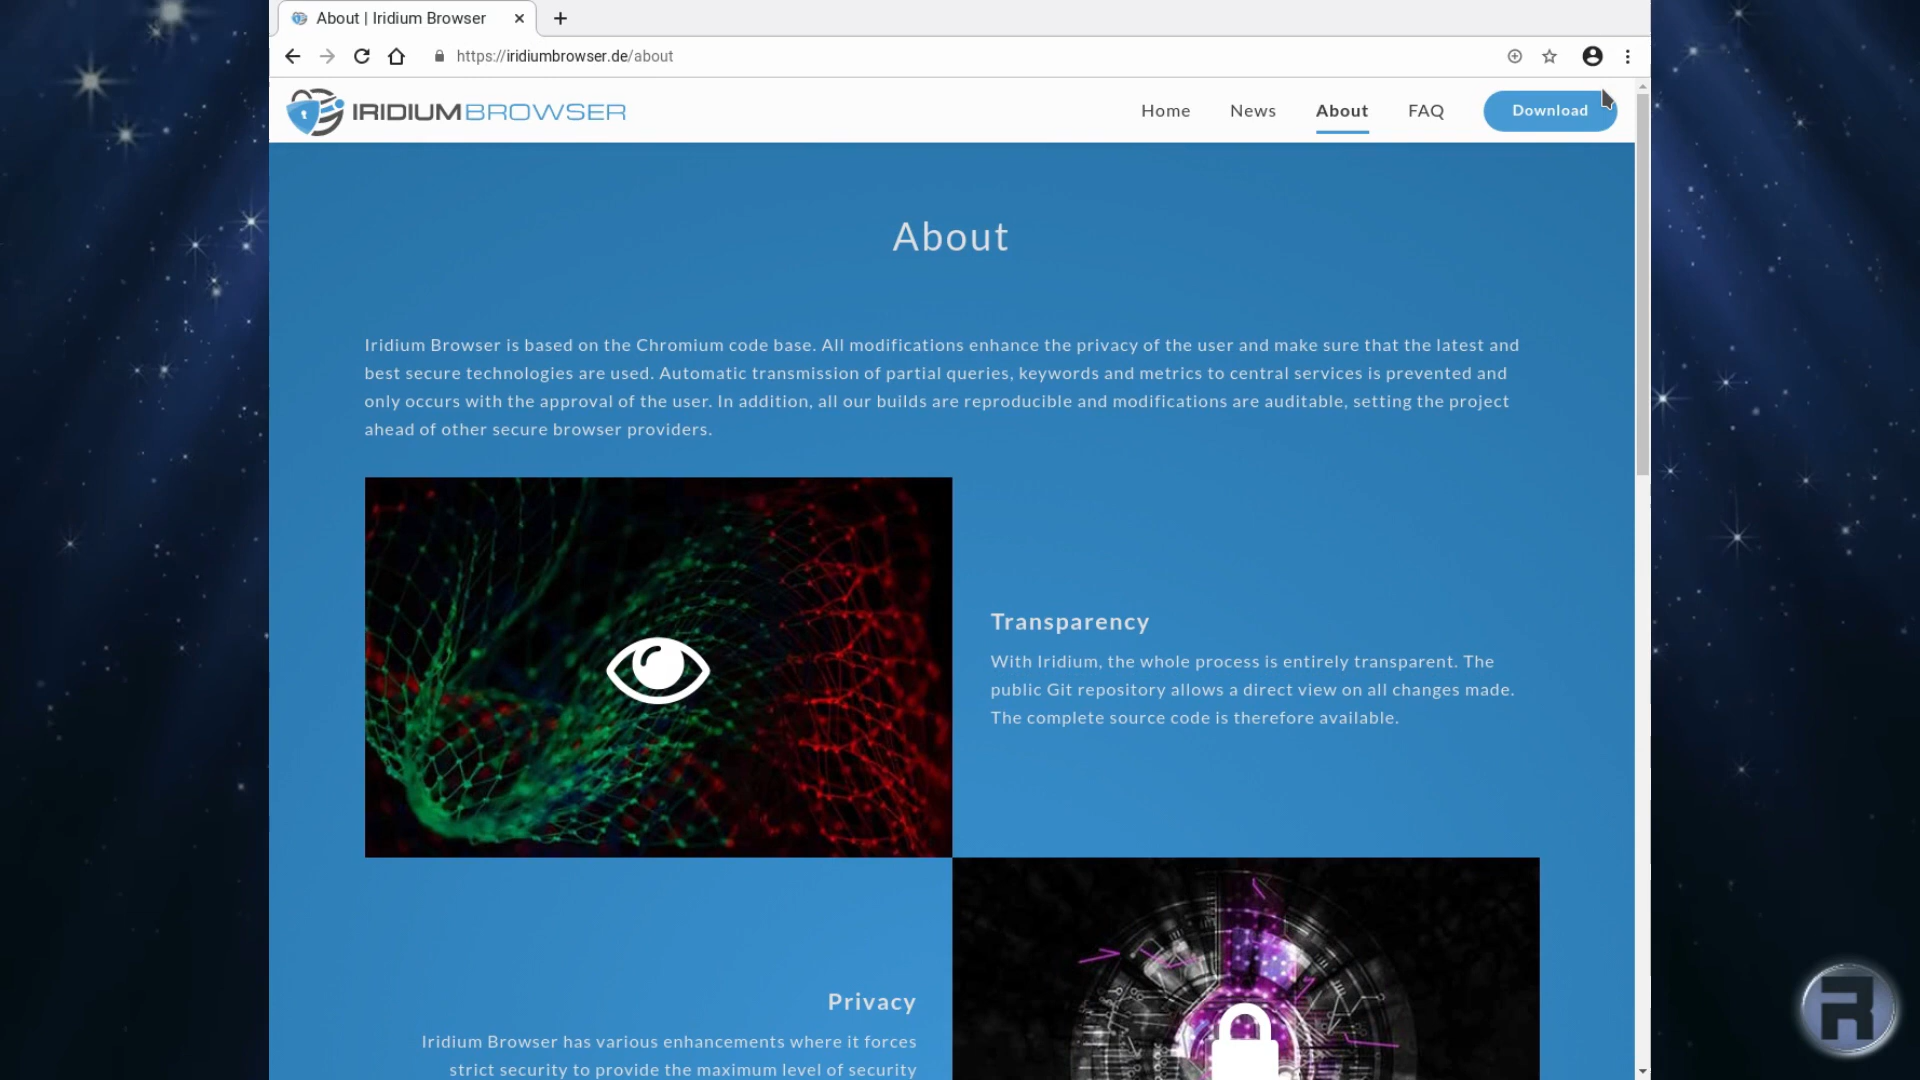 About | Iridium Browser
https://iridiumbrowser.de/about
IRIDIUMBROWSER
Home
News
About
FAQ
Download
About
Iridium Browser is based on the Chromium code base. All modifications enhance the privacy of the user and make sure that the latest and
best secure technologies are used. Automatic transmission of partial queries, keywords and metrics to central services is prevented and
only occurs with the approval of the user. In addition, all our builds are reproducible and modifications are auditable, setting the project
ahead of other secure browser providers.
Transparency
With Iridium, the whole process is entirely transparent. The
public Git repository allows a direct view on all changes made.
The complete source code is therefore available.
Privacy
Iridium Browser has various enhancements where it forces
strict security to provide the maximum level of security
R